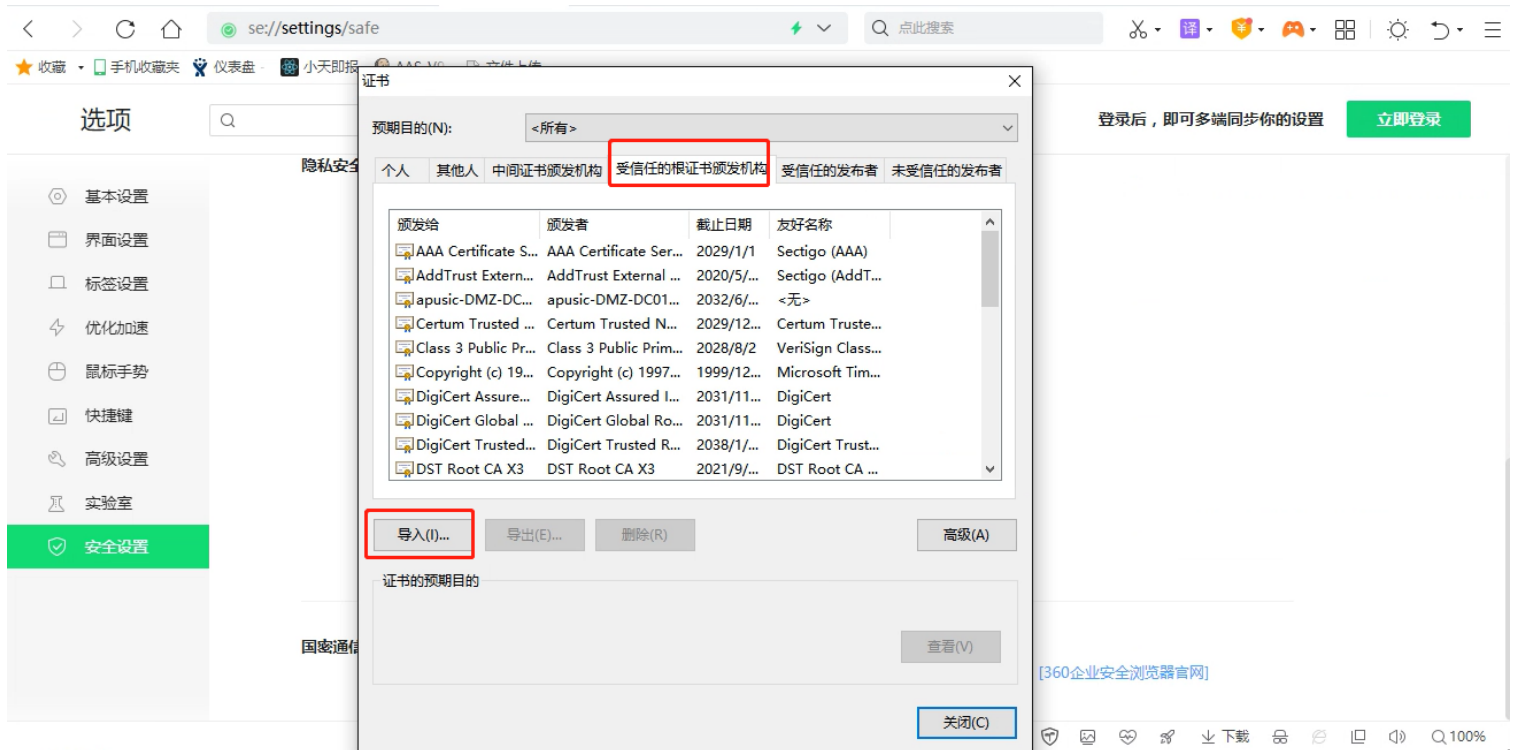 se://settings/safe
点此搜索
译
收藏
手机收藏夹
仪表盘
小天即报
证书
选项
登录后，即可多端同步你的设置
立即登录
预期目的(N):
<所有>
隐私安全
个人
其他人
中间证书颁发机构
受信任的根证书颁发机构
受信任的发布者
未受信任的发布者
基本设置
界面设置
标签设置
优化加速
鼠标手势
快捷键
高级设置
实验室
安全设置
颁发给 颁发者 截止日期 友好名称
AAA Certificate S... AAA Certificate Ser... 2029/1/1 Sectigo (AAA)
AddTrust Extern... AddTrust External ... 2020/5/... Sectigo (AddT...
apusic-DMZ-DC... apusic-DMZ-DC01... 2032/6/... <无>
Certum Trusted ... Certum Trusted N... 2029/12... Certum Truste...
Class 3 Public Pr... Class 3 Public Prim... 2028/8/2 VeriSign Class...
Copyright (c) 19... Copyright (c) 1997... 1999/12... Microsoft Tim...
DigiCert Assure... DigiCert Assured I... 2031/11... DigiCert
DigiCert Global ... DigiCert Global Ro... 2031/11... DigiCert
DigiCert Trusted... DigiCert Trusted R... 2038/1/... DigiCert Trust...
DST Root CA X3 DST Root CA X3 2021/9/... DST Root CA ...
导入(I)...
导出(E)...
删除(R)
高级(A)
证书的预期目的
查看(V)
国密通信
[360企业安全浏览器官网]
关闭(C)
下载
100%